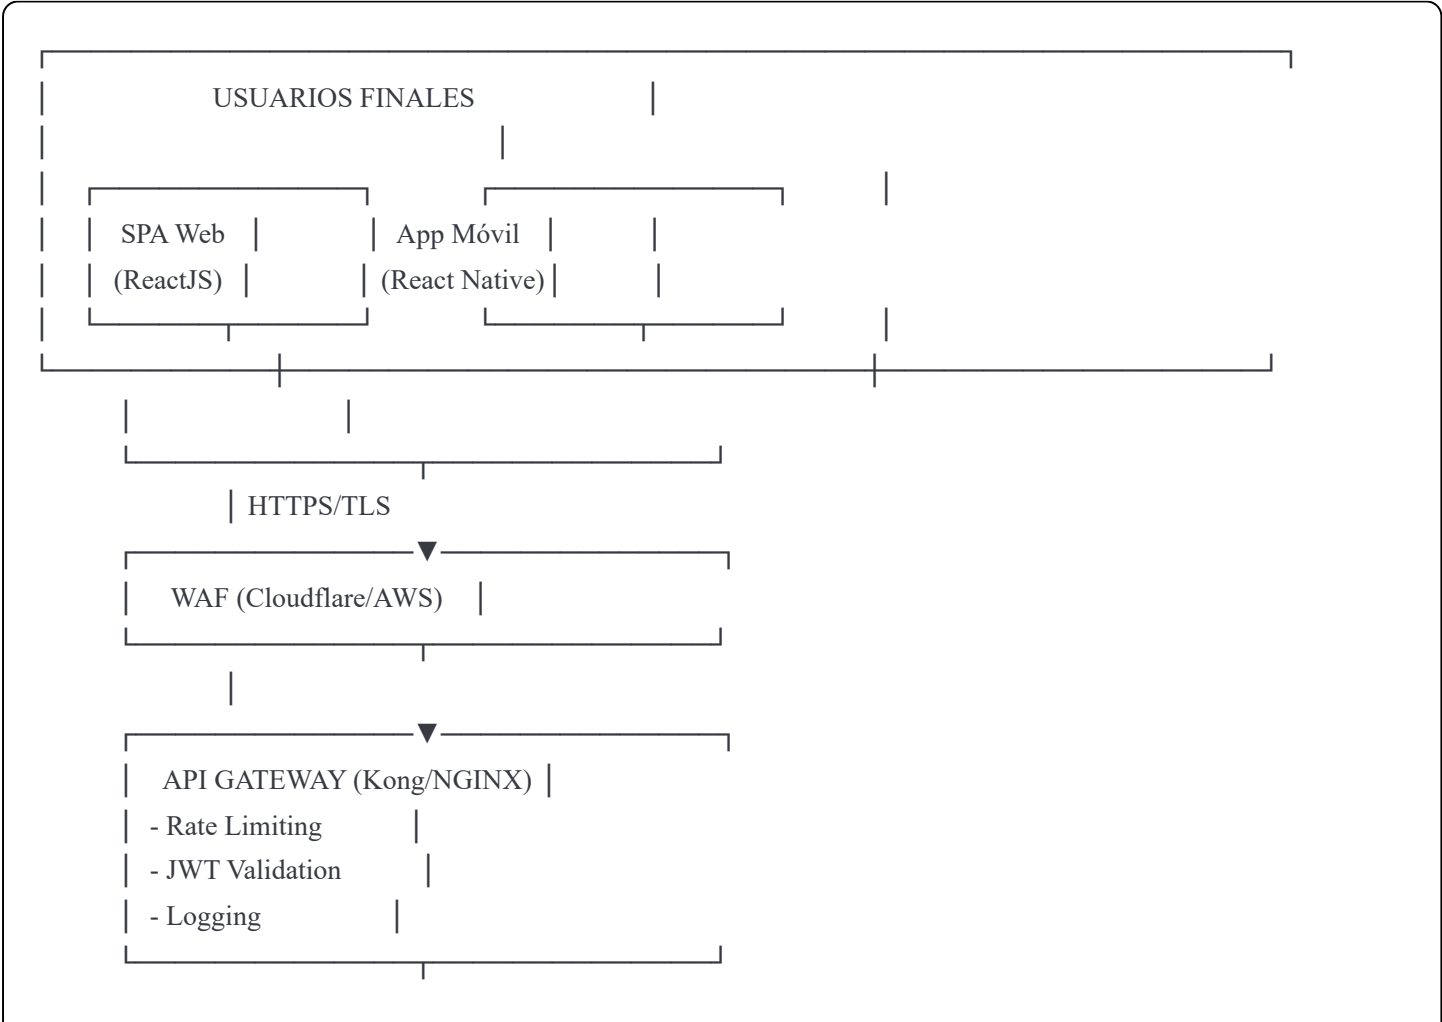 USUARIOS FINALES
SPA Web App Móvil
(ReactJS) (React Native)
HTTPS/TLS
WAF (Cloudflare/AWS)
API GATEWAY (Kong/NGINX)
- Rate Limiting
- JWT Validation
- Logging